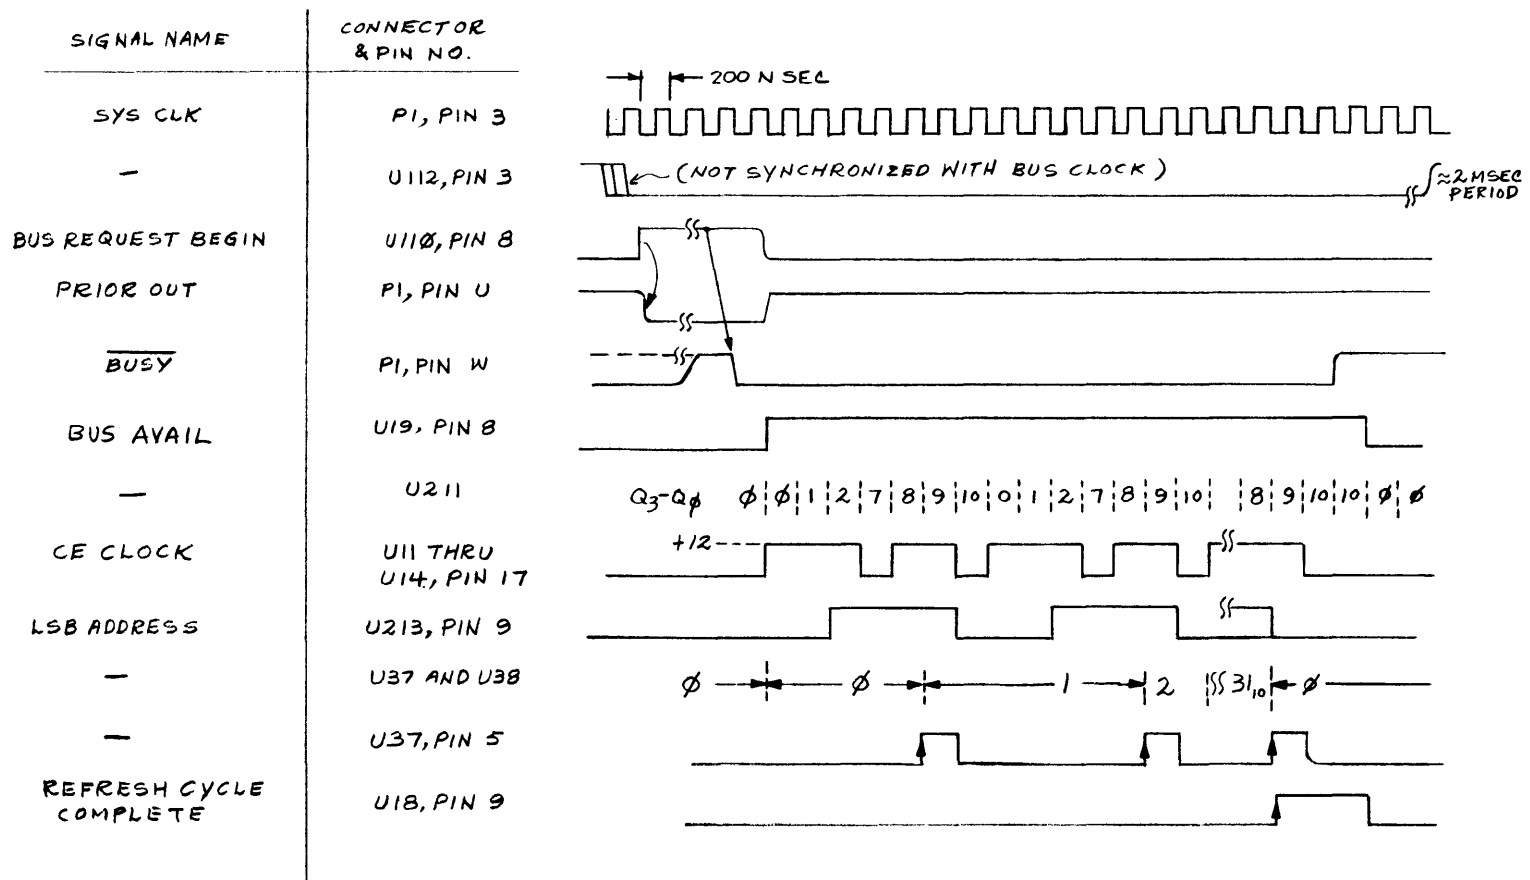 SIGNAL NAME
CONNECTOR
& PIN NO.
200 N SEC
SYS CLK
P1, PIN 3
—
U112, PIN 3
(NOT SYNCHRONIZED WITH BUS CLOCK)
≈2 MSEC
PERIOD
BUS REQUEST BEGIN
U11Ø, PIN 8
PRIOR OUT
P1, PIN U
BUSY
P1, PIN W
BUS AVAIL
U19, PIN 8
—
U211
Q3-QØ Ø Ø 1 2 7 8 9 10 0 1 2 7 8 9 10 8 9 10 10 Ø Ø
CE CLOCK
U11 THRU
U14, PIN 17
+12
LSB ADDRESS
U213, PIN 9
—
U37 AND U38
Ø Ø 1 2 31₁₀ Ø
—
U37, PIN 5
REFRESH CYCLE
COMPLETE
U18, PIN 9